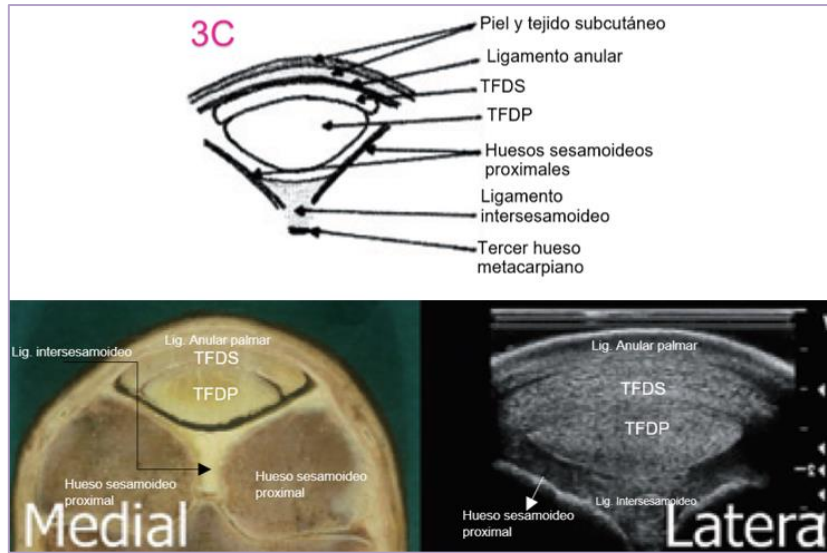 3C
Piel y tejido subcutáneo
Ligamento anular
TFDS
TFDP
Huesos sesamoideos
proximales
Ligamento
intersesamoideo
Tercer hueso
metacarpiano
Lig. Anular palmar
Lig. intersesamoideo
TFDS
TFDP
Hueso sesamoideo
proximal
Hueso sesamoideo
proximal
Medial
Lig. Anular palmar
TFDS
TFDP
Lig. Intersesamoideo
Hueso sesamoideo
proximal
Latera